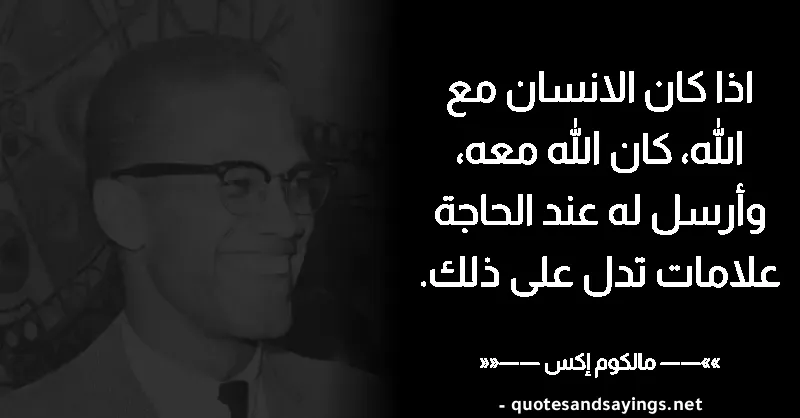 اذا كان الانسان مع
الله، كان الله معه،
وأرسل له عند الحاجة
علامات تدل على ذلك.
»»—— مالكوم إكس ——««
- quotesandsayings.net